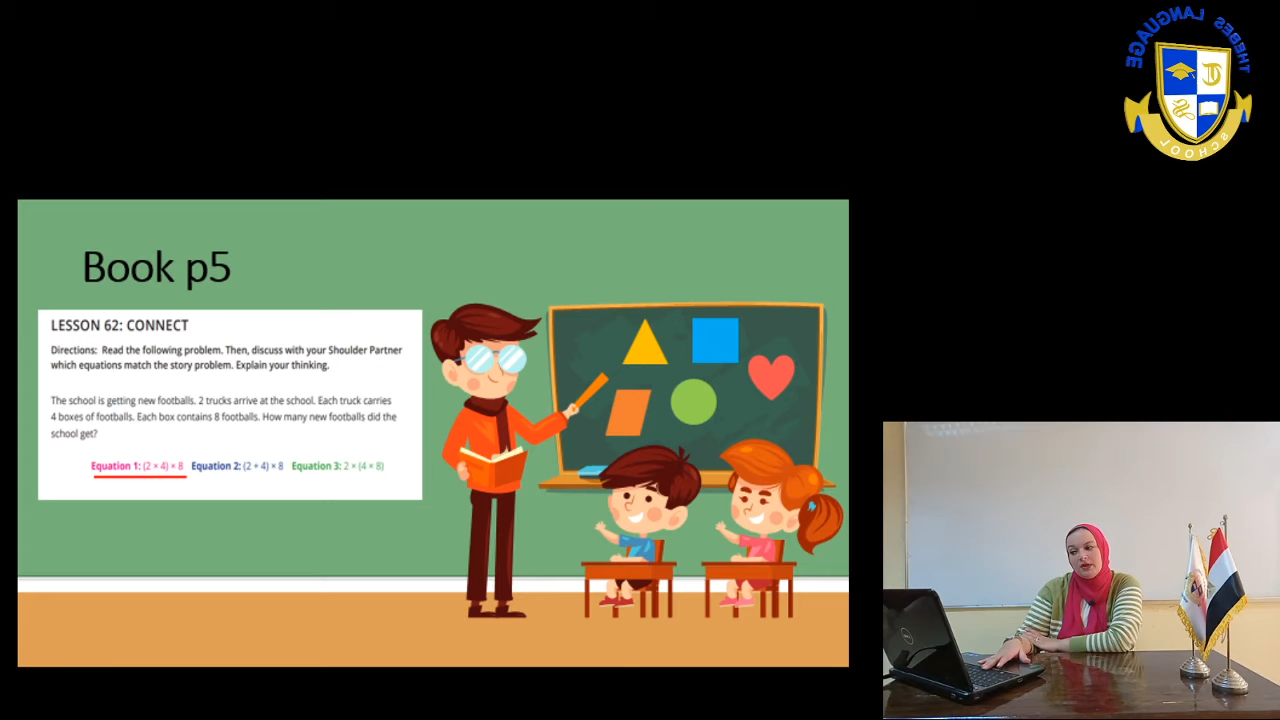 THEBES LANGUAGE
SCHOOL
Book p5
LESSON 62: CONNECT
Directions: Read the following problem. Then, discuss with your Shoulder Partner
which equations match the story problem. Explain your thinking.
The school is getting new footballs. 2 trucks arrive at the school. Each truck carries
4 boxes of footballs. Each box contains 8 footballs. How many new footballs did the
school get?
Equation 1: (2 × 4) × 8 Equation 2: (2 + 4) × 8 Equation 3: 2 × (4 × 8)